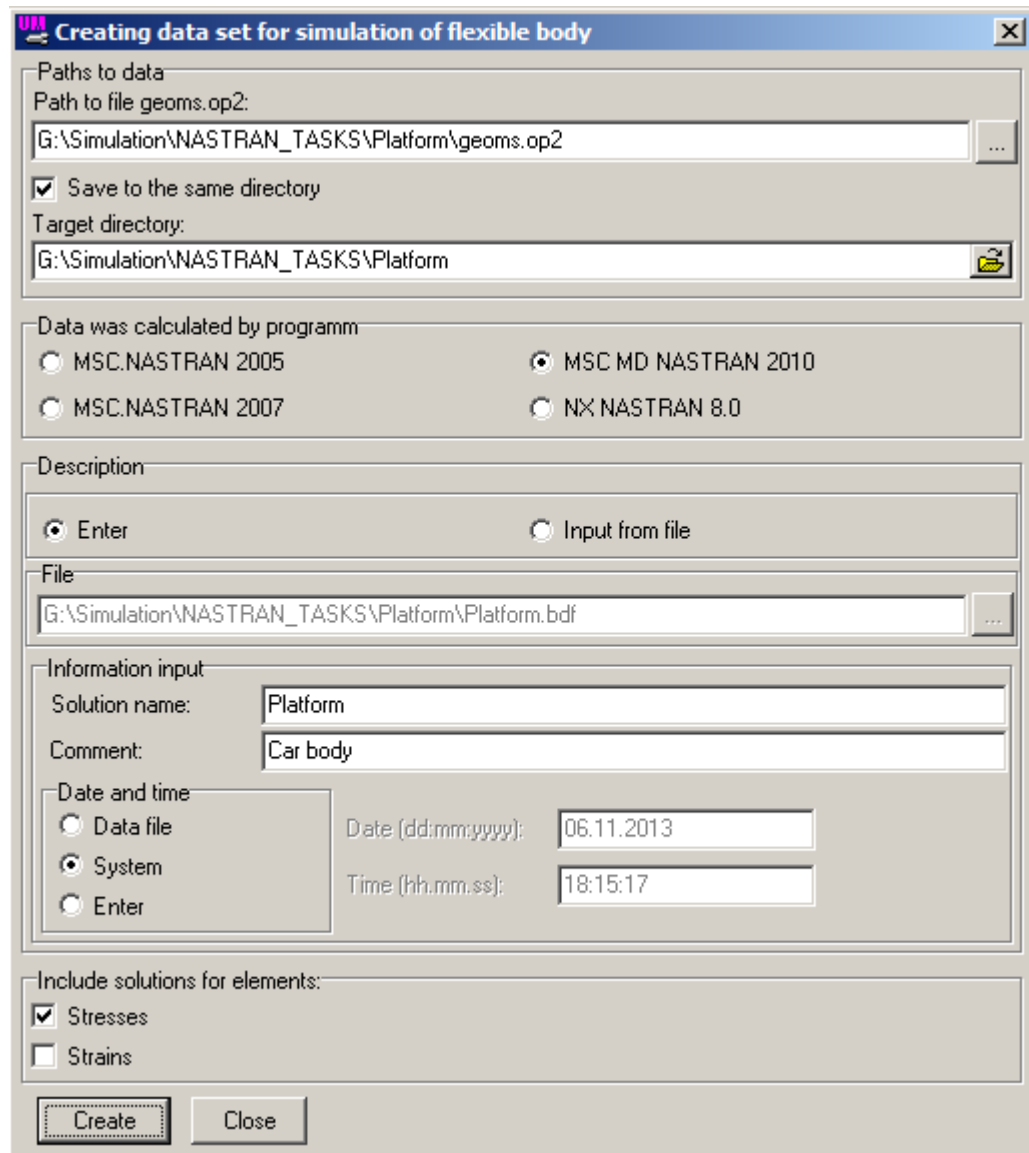 UM Creating data set for simulation of flexible body
Paths to data
Path to file geoms.op2:
G:\Simulation\NASTRAN_TASKS\Platform\geoms.op2 ...
Save to the same directory
Target directory:
G:\Simulation\NASTRAN_TASKS\Platform
Data was calculated by programm
MSC.NASTRAN 2005 MSC MD NASTRAN 2010
MSC.NASTRAN 2007 NX NASTRAN 8.0
Description
Enter Input from file
File
G:\Simulation\NASTRAN_TASKS\Platform\Platform.bdf ...
Information input
Solution name: Platform
Comment: Car body
Date and time
Data file Date (dd:mm:yyyy): 06.11.2013
System
Time (hh.mm.ss): 18:15:17
Enter
Include solutions for elements:
Stresses
Strains
Create Close